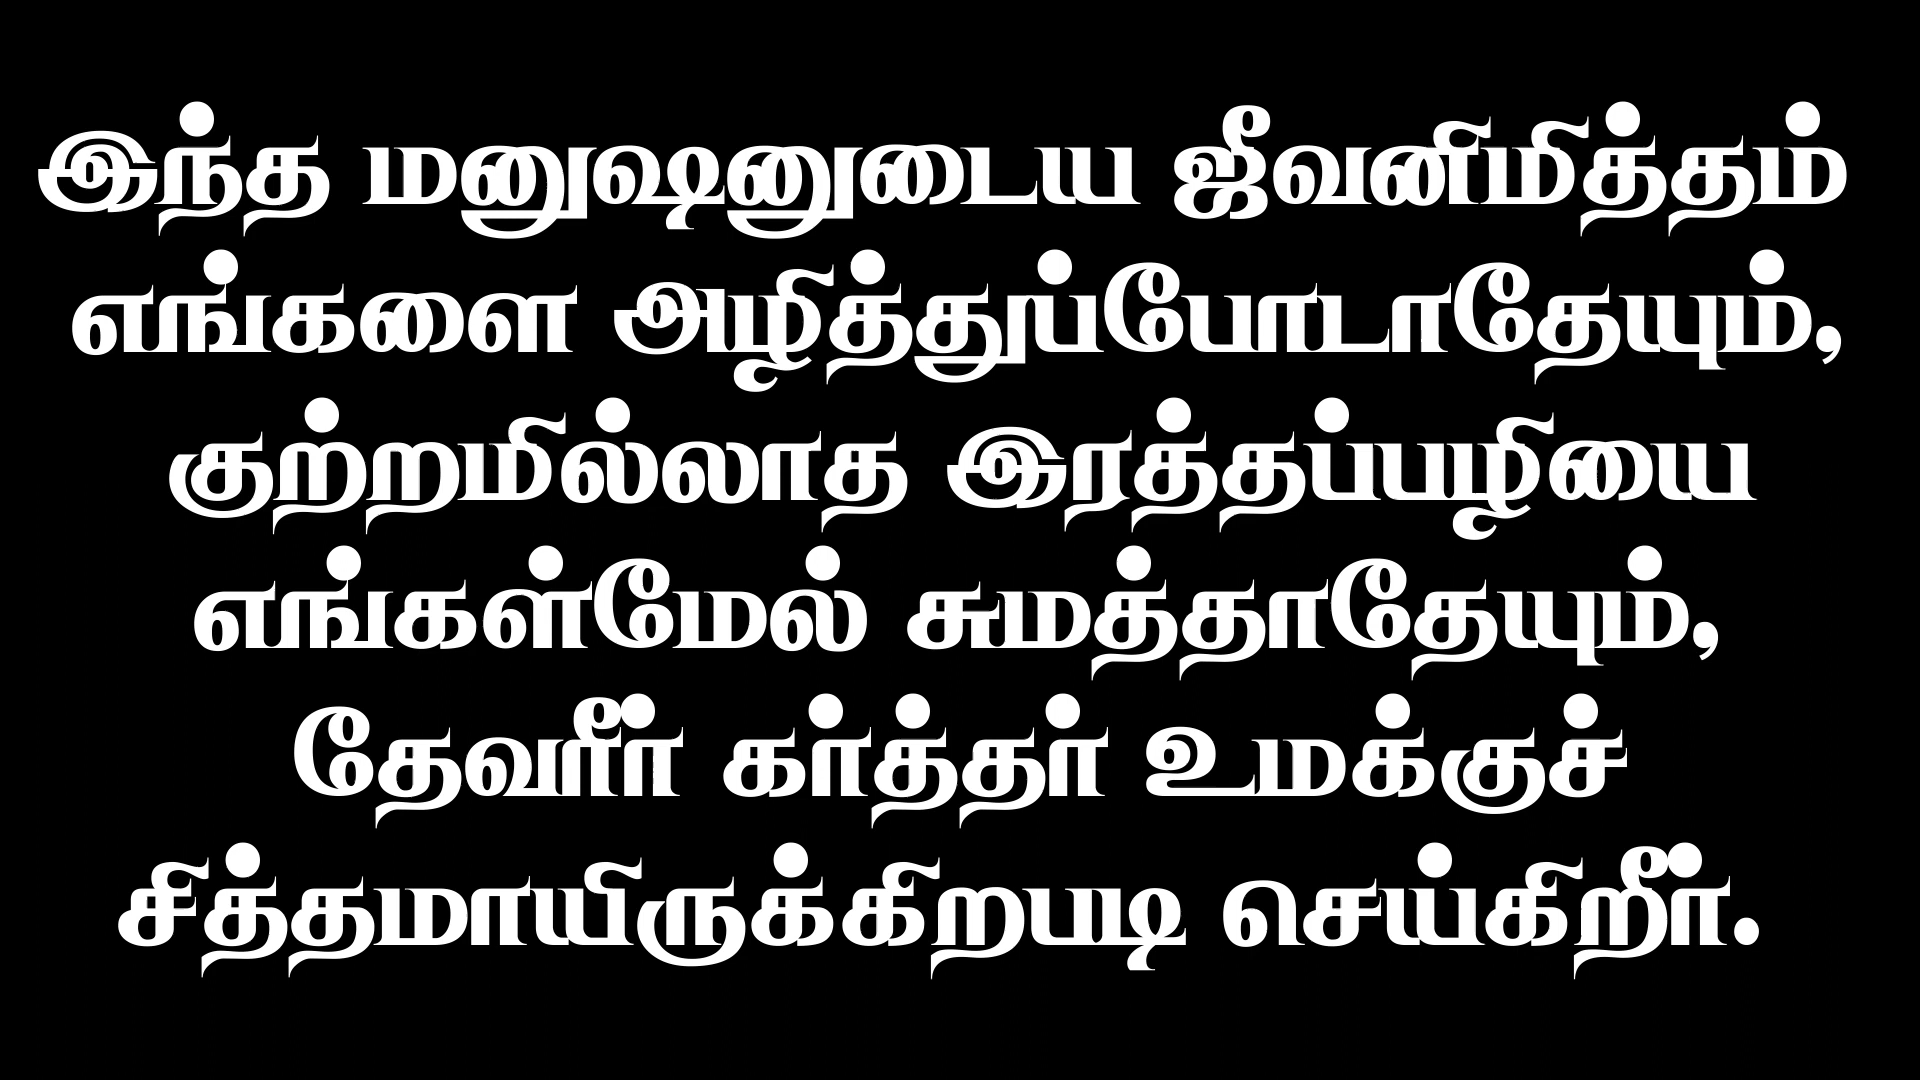 இந்த மனுஷனுடைய ஜீவனிமித்தம்
எங்களை அழித்துப்போடாதேயும்,
குற்றமில்லாத இரத்தப்பழியை
எங்கள்மேல் சுமத்தாதேயும்,
தேவரீர் கர்த்தர் உமக்குச்
சித்தமாயிருக்கிறபடி செய்கிறீர்.